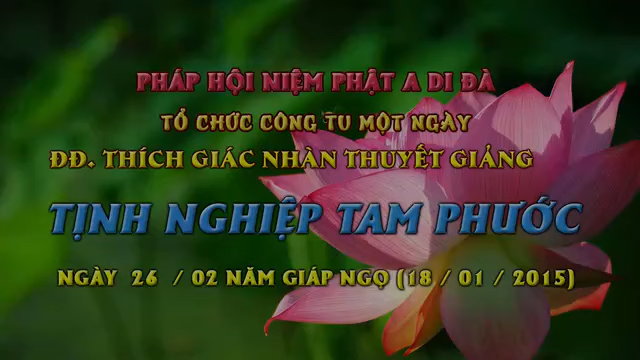 PHÁP HỘI NIỆM PHẬT A DI ĐÀ
TỔ CHỨC CÔNG TU MỘT NGÀY
ĐĐ. THÍCH GIÁC NHÀN THUYẾT GIẢNG
TỊNH NGHIỆP TAM PHƯỚC
NGÀY 26 / 02 NĂM GIÁP NGỌ (18 / 01 / 2015)